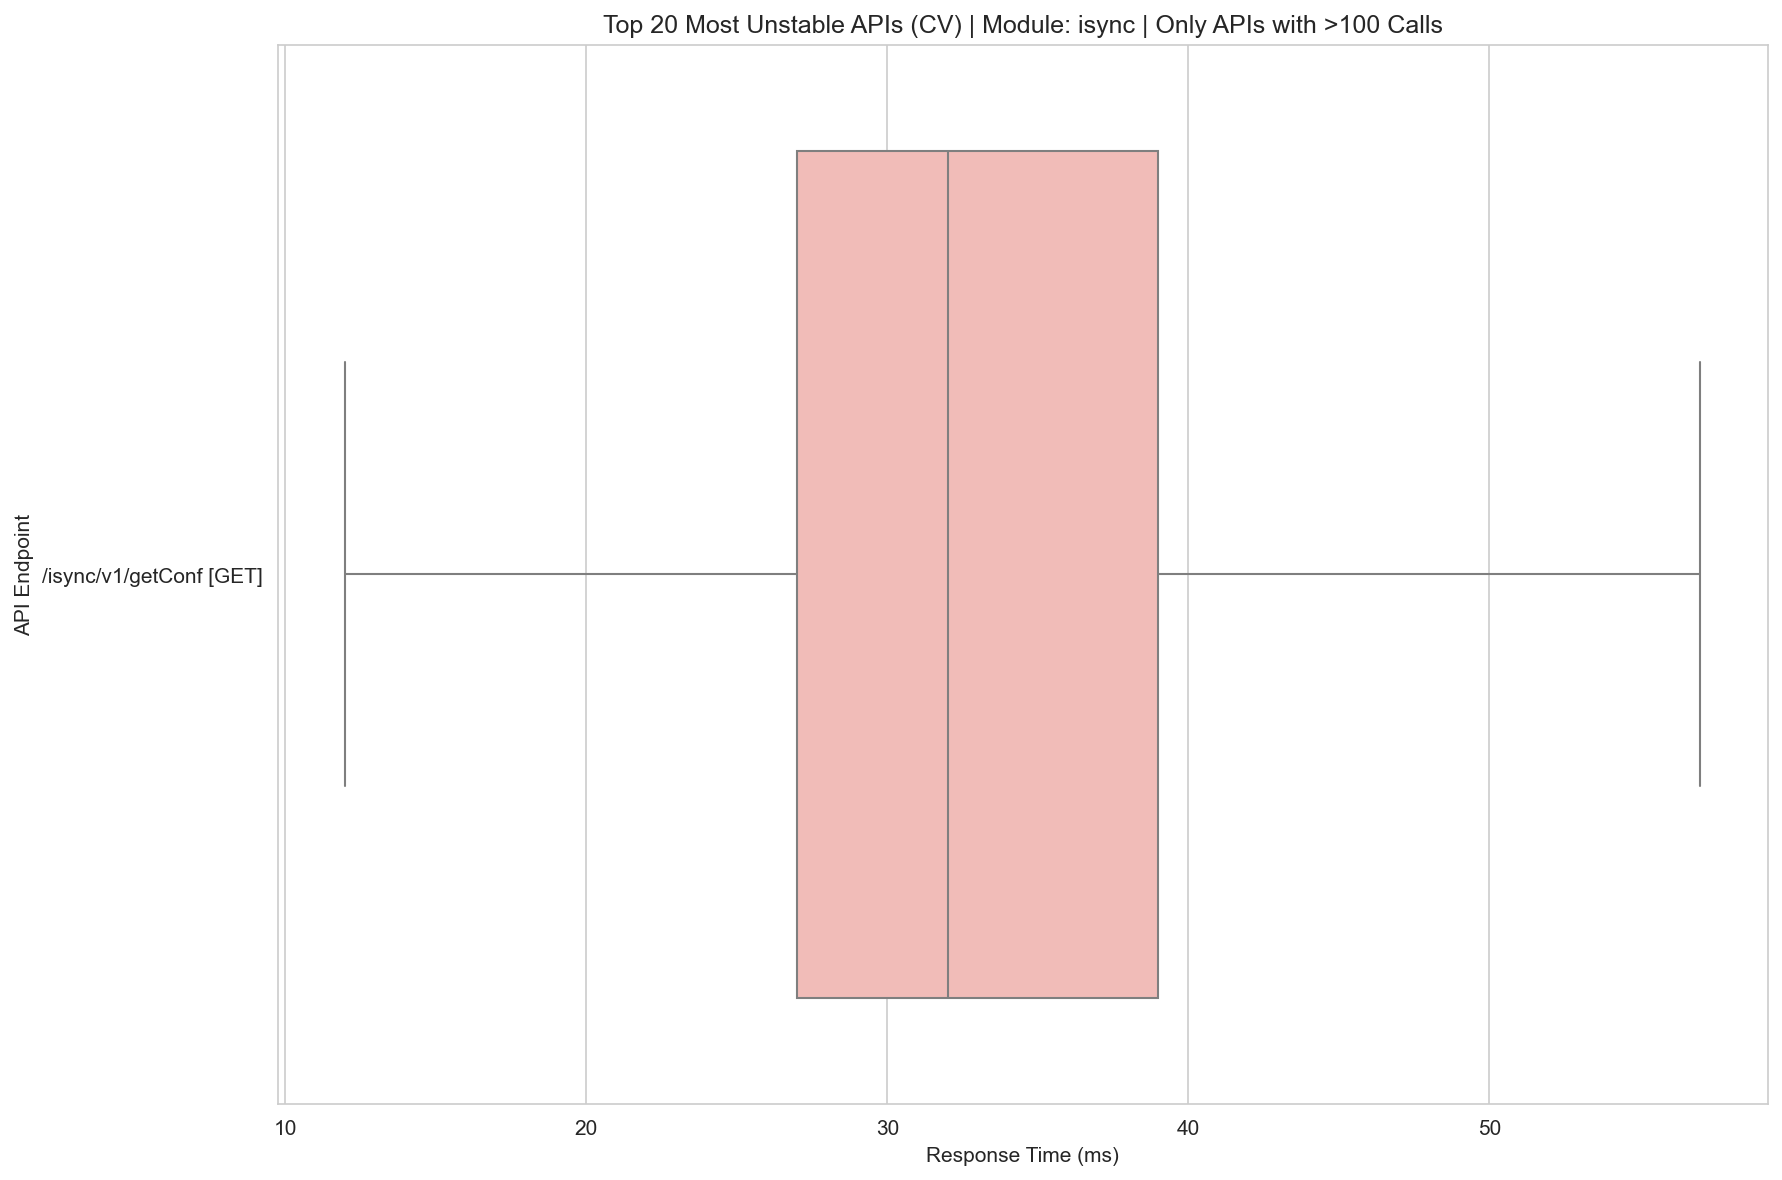 Top 20 Most Unstable APIs (CV) | Module: isync | Only APIs with >100 Calls
API Endpoint
/isync/v1/getConf [GET]
10
20
30
40
50
Response Time (ms)